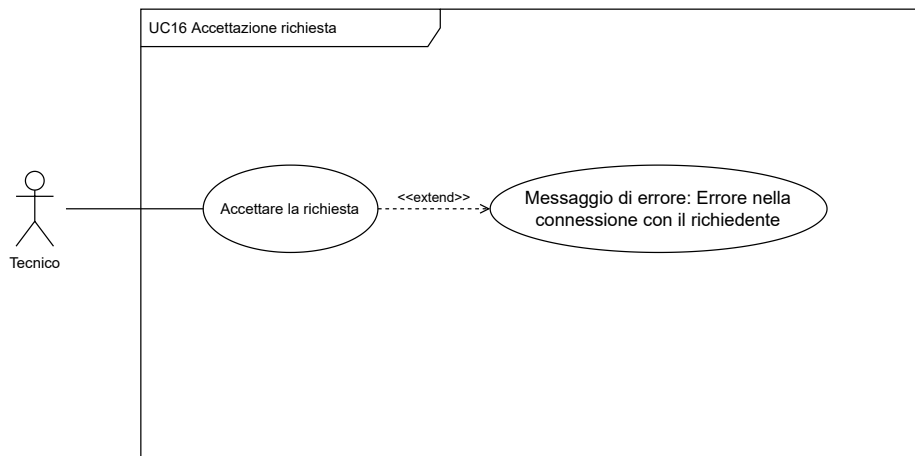 UC16 Accettazione richiesta
Accettare la richiesta
<<extend>>
Messaggio di errore: Errore nella
connessione con il richiedente
Tecnico